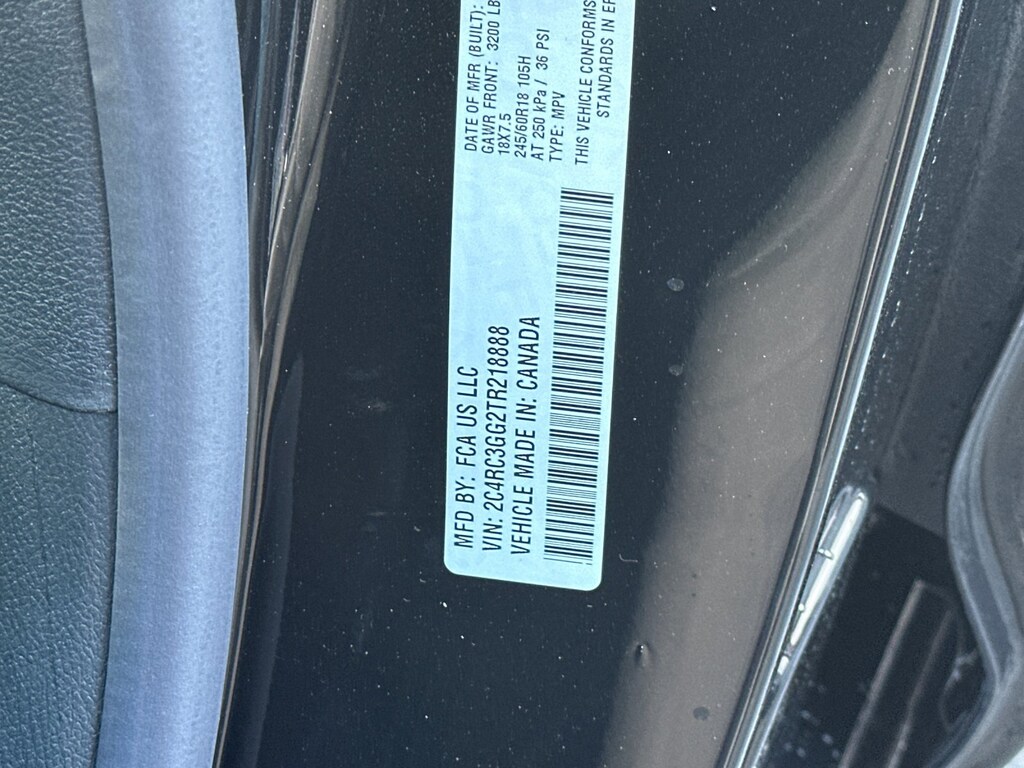 MFD BY: FCA US LLC
VIN: 2C4RC3GG2TR218888
VEHICLE MADE IN: CANADA
DATE OF MFR (BUILT):
GAWR FRONT: 3200 LB
18X7.5
245/60R18 105H
AT 250 kPa / 36 PSI
TYPE: MPV
THIS VEHICLE CONFORMS
STANDARDS IN EF